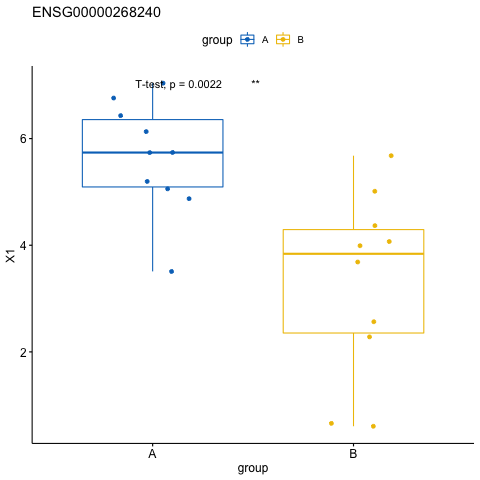 ENSG00000268240
group A B
T-test, p = 0.0022 **
6
4
2
X1
A B
group